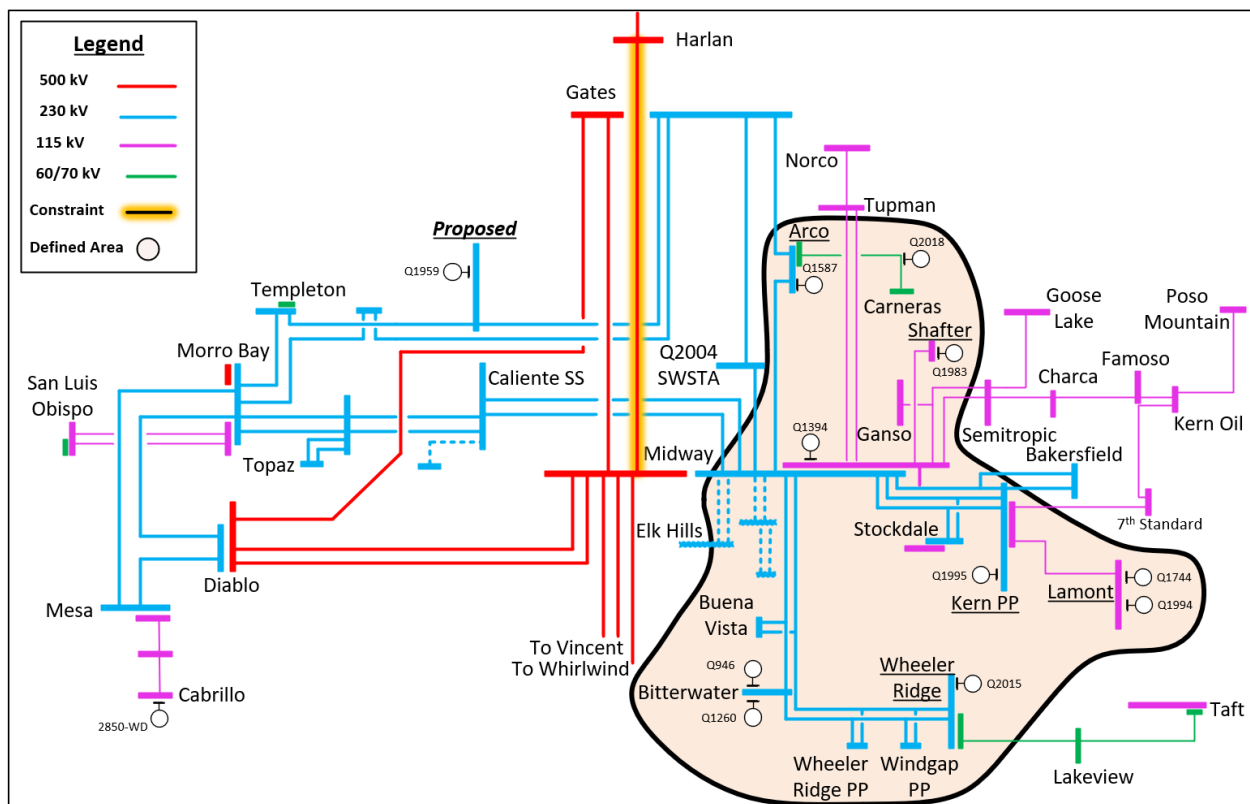 Legend
500 kV
230 kV
115 kV
60/70 kV
Constraint
Defined Area
Harlan
Gates
Norco
Tupman
Proposed
Arco
Q2018
Q1959
Q1587
Templeton
Carneras
Goose
Lake
Poso
Mountain
Shafter
Morro Bay
Q2004
SWSTA
Q1983
Famoso
San Luis
Obispo
Caliente SS
Charca
Kern Oil
Q1394
Ganso
Semitropic
Topaz
Midway
Bakersfield
Elk Hills
Stockdale
7th Standard
Diablo
Q1995
Q1744
Mesa
Kern PP
Lamont
Q1994
Buena
Vista
To Vincent
To Whirlwind
Q946
Wheeler
Ridge
Q2015
Cabrillo
Bitterwater
Q1260
Taft
2850-WD
Wheeler
Ridge PP
Windgap
PP
Lakeview